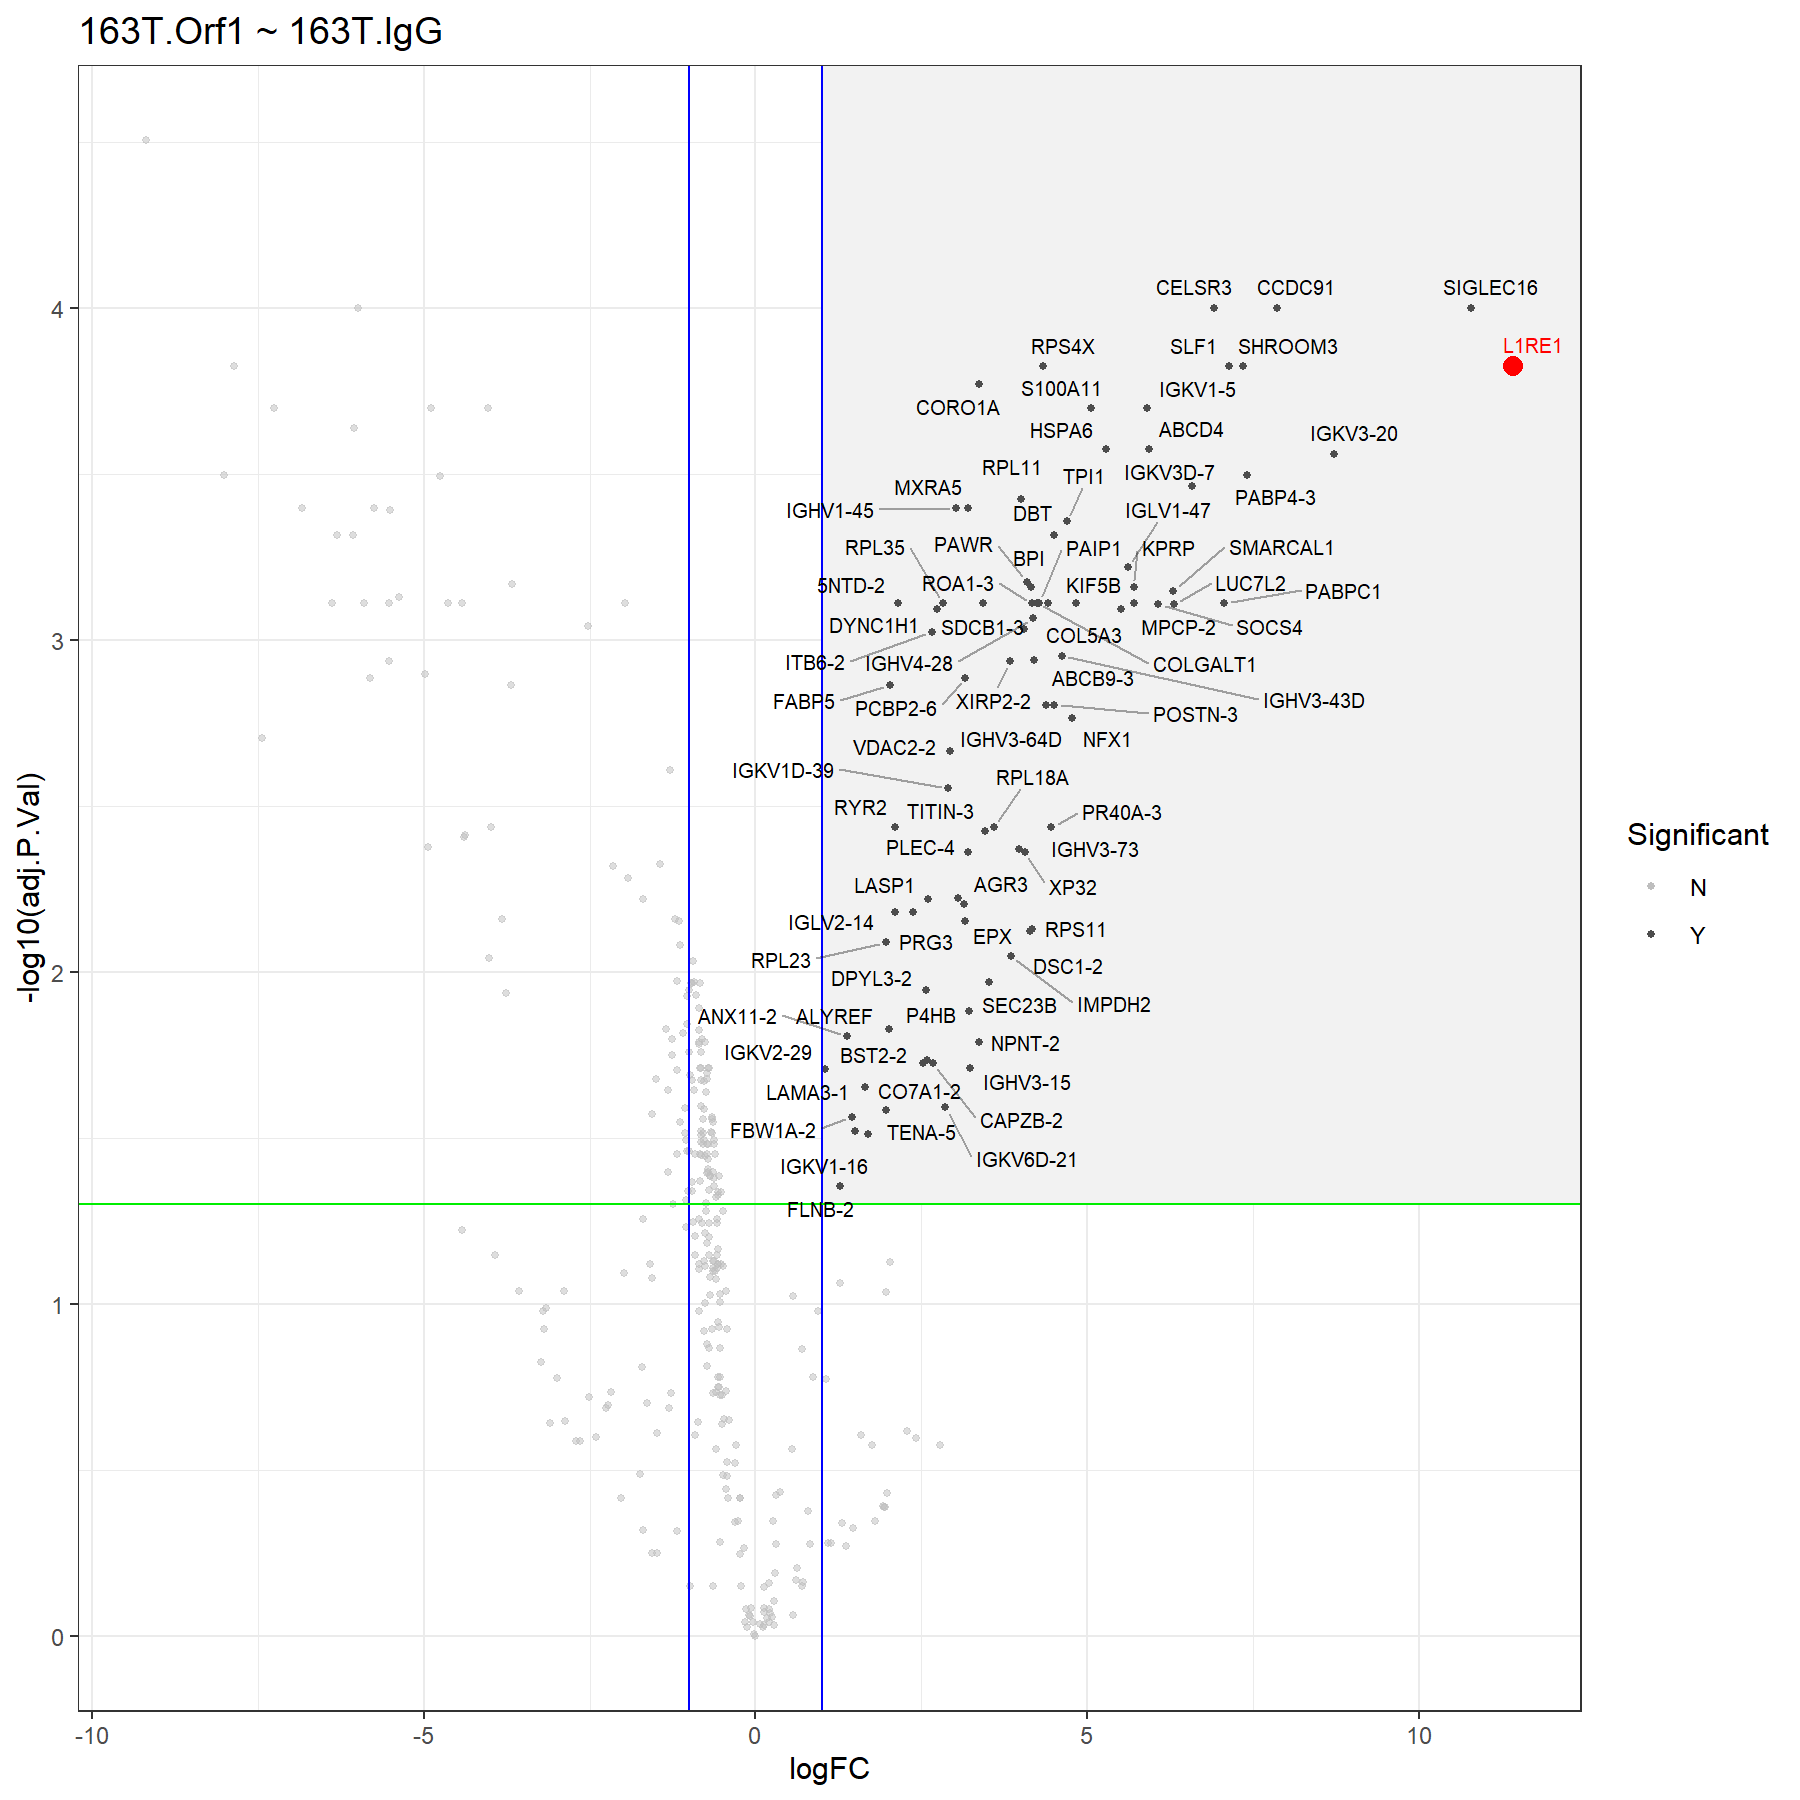 163T.Orf1 ~ 163T.IgG
CELSR3 CCDC91 SIGLEC16
RPS4X SLF1 SHROOM3 L1RE1
S100A11 IGKV1-5
CORO1A
HSPA6 ABCD4 IGKV3-20
RPL11 TPI1 IGKV3D-7
MXRA5 PABP4-3
IGHV1-45 DBT IGLV1-47
RPL35 PAWR BPI PAIP1 KPRP SMARCAL1
5NTD-2 ROA1-3 KIF5B LUC7L2 PABPC1
DYNC1H1 SDCB1-3 COL5A3 MPCP-2 SOCS4
ITB6-2 IGHV4-28 COLGALT1
ABCB9-3
FABP5 PCBP2-6 XIRP2-2 IGHV3-43D
POSTN-3
VDAC2-2 IGHV3-64D NFX1
IGKV1D-39 RPL18A
RYR2 TITIN-3 PR40A-3
PLEC-4 IGHV3-73
LASP1 AGR3 XP32
IGLV2-14 RPS11
PRG3 EPX
RPL23 DSC1-2
DPYL3-2
ANX11-2 ALYREF P4HB SEC23B IMPDH2
IGKV2-29 BST2-2 NPNT-2
LAMA3-1 CO7A1-2 IGHV3-15
FBW1A-2 TENA-5 CAPZB-2
IGKV1-16 IGKV6D-21
FLNB-2
4
3
2
1
0
-log10(adj.P.Val)
-10 -5 0 5 10
logFC
Significant
N
Y